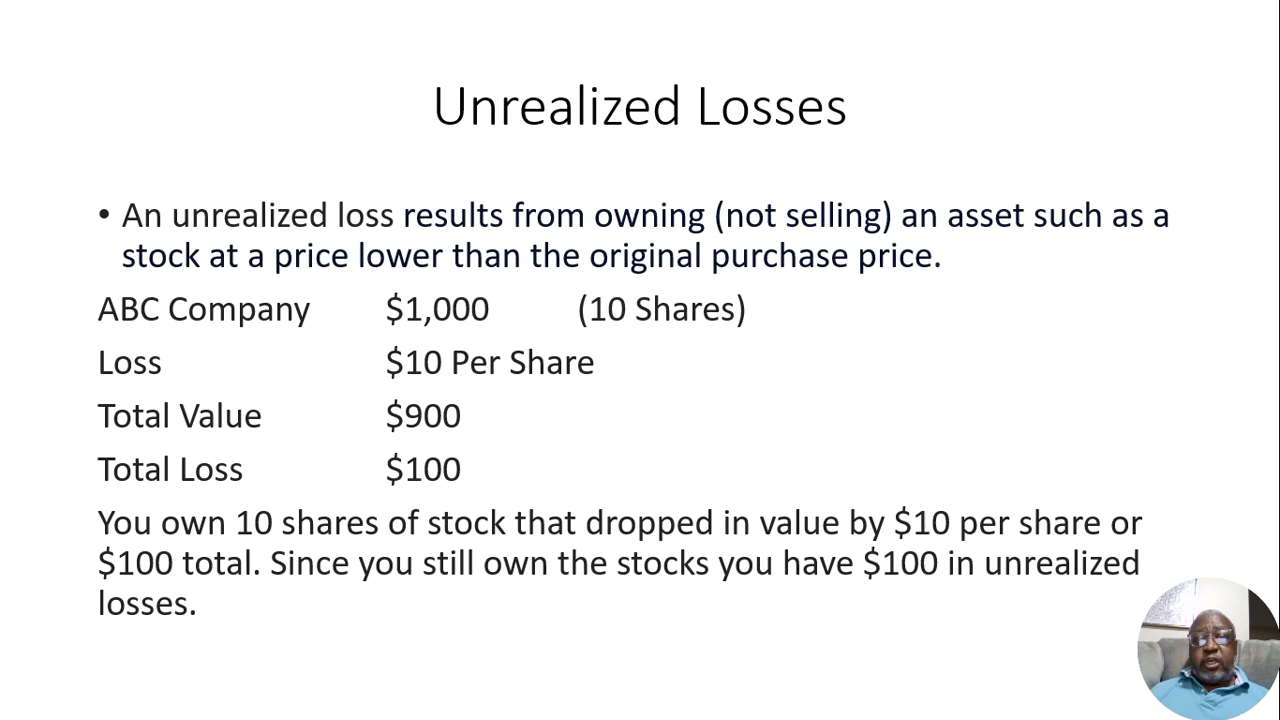 Unrealized Losses
• An unrealized loss results from owning (not selling) an asset such as a
stock at a price lower than the original purchase price.
ABC Company $1,000 (10 Shares)
Loss $10 Per Share
Total Value $900
Total Loss $100
You own 10 shares of stock that dropped in value by $10 per share or
$100 total. Since you still own the stocks you have $100 in unrealized
losses.